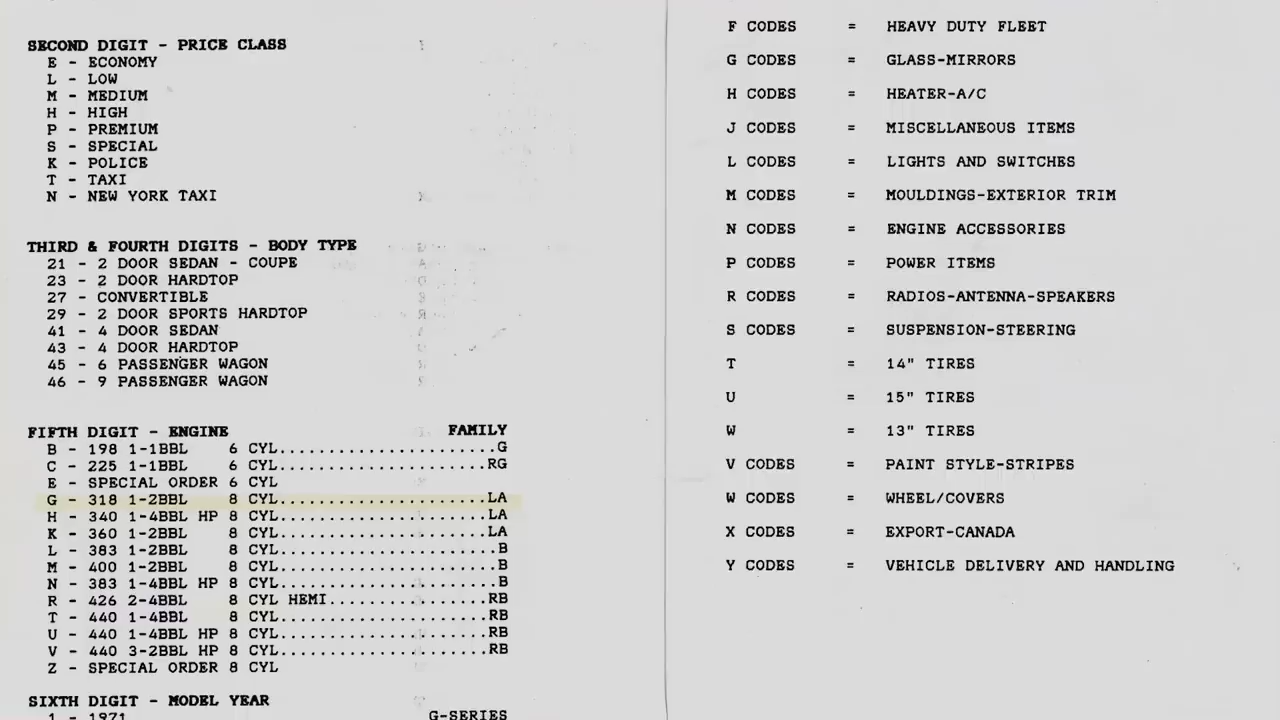 SECOND DIGIT - PRICE CLASS
E - ECONOMY
L - LOW
M - MEDIUM
H - HIGH
P - PREMIUM
S - SPECIAL
K - POLICE
T - TAXI
N - NEW YORK TAXI
THIRD & FOURTH DIGITS - BODY TYPE
21 - 2 DOOR SEDAN - COUPE
23 - 2 DOOR HARDTOP
27 - CONVERTIBLE
29 - 2 DOOR SPORTS HARDTOP
41 - 4 DOOR SEDAN
43 - 4 DOOR HARDTOP
45 - 6 PASSENGER WAGON
46 - 9 PASSENGER WAGON
FIFTH DIGIT - ENGINE FAMILY
B - 198 1-1BBL 6 CYL......................G
C - 225 1-1BBL 6 CYL.....................RG
E - SPECIAL ORDER 6 CYL
G - 318 1-2BBL 8 CYL.....................LA
H - 340 1-4BBL HP 8 CYL.....................LA
K - 360 1-2BBL 8 CYL.....................LA
L - 383 1-2BBL 8 CYL......................B
M - 400 1-2BBL 8 CYL......................B
N - 383 1-4BBL HP 8 CYL......................B
R - 426 2-4BBL 8 CYL HEMI................RB
T - 440 1-4BBL 8 CYL.....................RB
U - 440 1-4BBL HP 8 CYL.....................RB
V - 440 3-2BBL HP 8 CYL.....................RB
Z - SPECIAL ORDER 8 CYL
SIXTH DIGIT - MODEL YEAR
1 - 1971 G-SERIES
F CODES = HEAVY DUTY FLEET
G CODES = GLASS-MIRRORS
H CODES = HEATER-A/C
J CODES = MISCELLANEOUS ITEMS
L CODES = LIGHTS AND SWITCHES
M CODES = MOULDINGS-EXTERIOR TRIM
N CODES = ENGINE ACCESSORIES
P CODES = POWER ITEMS
R CODES = RADIOS-ANTENNA-SPEAKERS
S CODES = SUSPENSION-STEERING
T = 14" TIRES
U = 15" TIRES
W = 13" TIRES
V CODES = PAINT STYLE-STRIPES
W CODES = WHEEL/COVERS
X CODES = EXPORT-CANADA
Y CODES = VEHICLE DELIVERY AND HANDLING